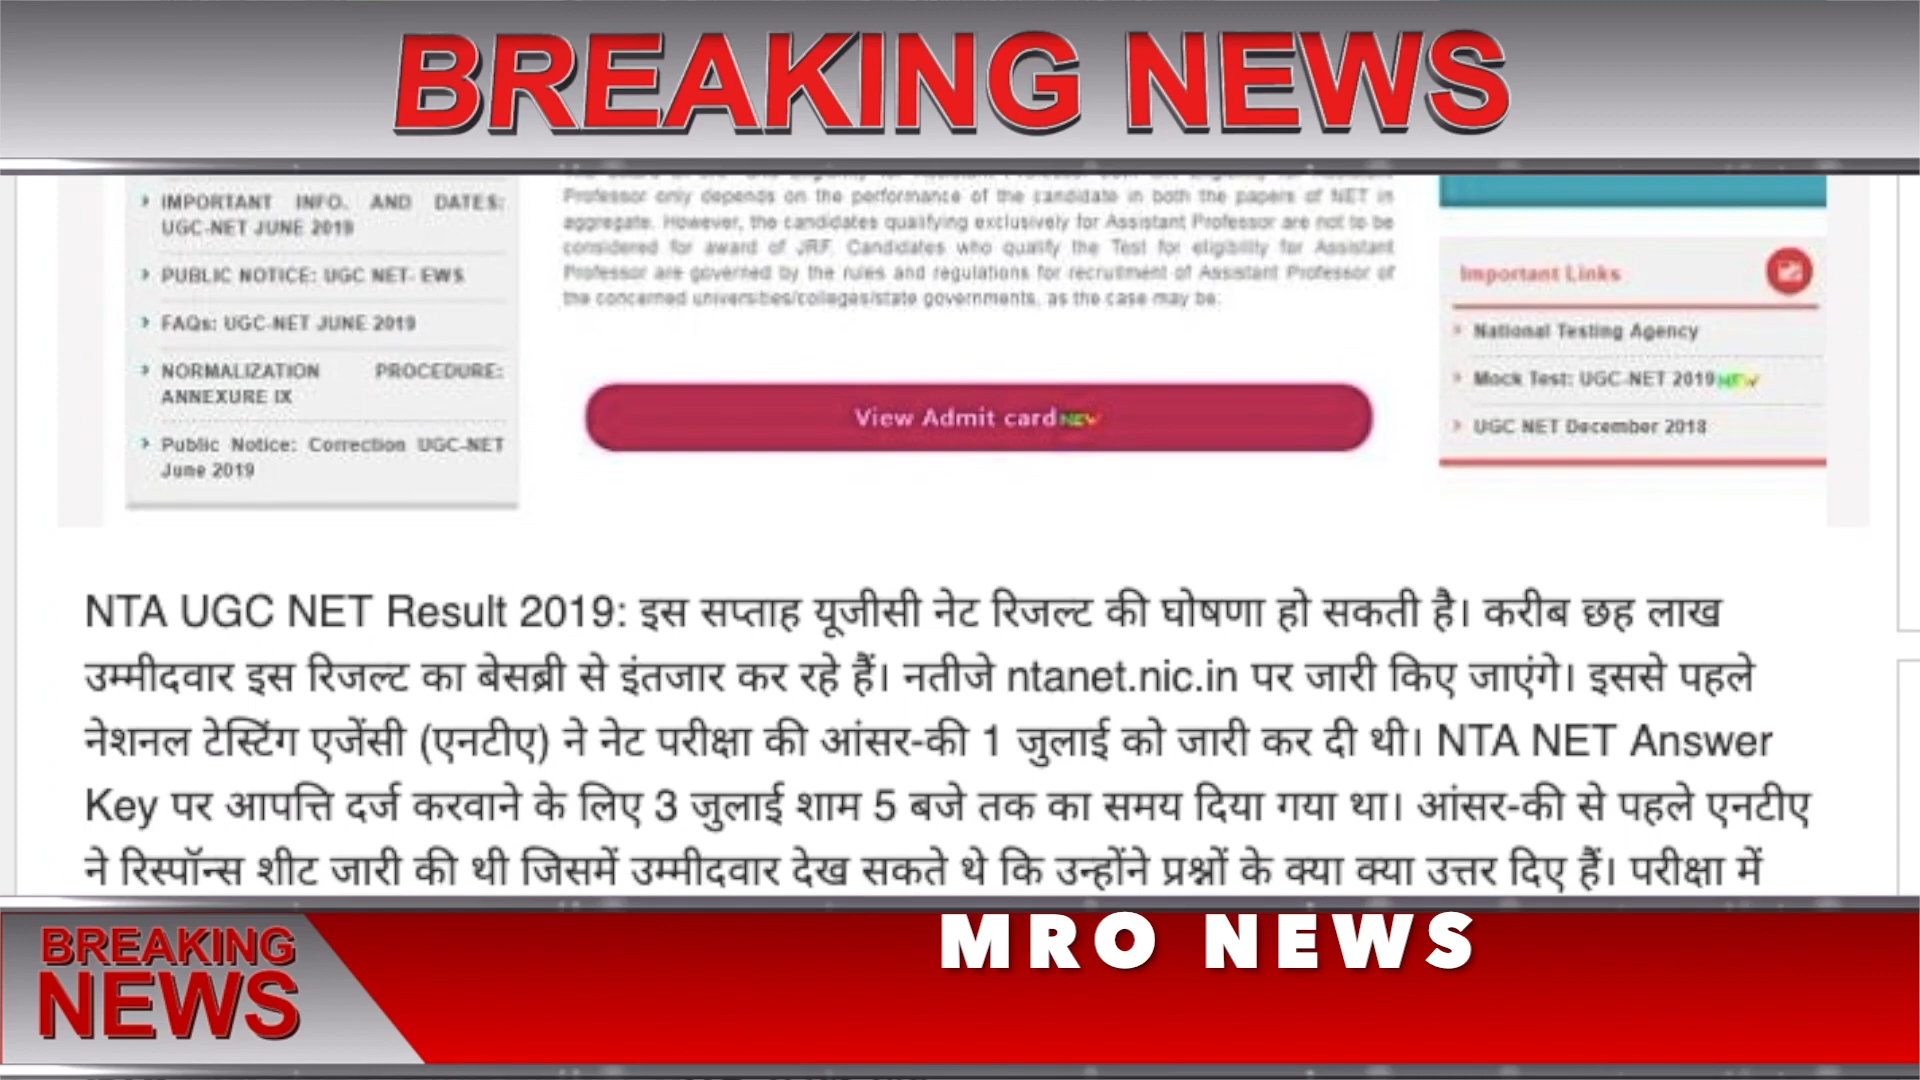 BREAKING NEWS
IMPORTANT INFO. AND DATES:
UGC-NET JUNE 2019
PUBLIC NOTICE: UGC NET- EWS
FAQs: UGC-NET JUNE 2019
NORMALIZATION PROCEDURE:
ANNEXURE IX
Public Notice: Correction UGC-NET
June 2019
Professor only depends on the performance of the candidate in both the papers of NET in
aggregate. However, the candidates qualifying exclusively for Assistant Professor are not to be
considered for award of JRF. Candidates who qualify the Test for eligibility for Assistant
Professor are governed by the rules and regulations for recruitment of Assistant Professor of
the concerned universities/colleges/state governments, as the case may be.
View Admit card NEW
Important Links
National Testing Agency
Mock Test: UGC-NET 2019 NEW
UGC NET December 2018
NTA UGC NET Result 2019: इस सप्ताह यूजीसी नेट रिजल्ट की घोषणा हो सकती है। करीब छह लाख
उम्मीदवार इस रिजल्ट का बेसब्री से इंतजार कर रहे हैं। नतीजे ntanet.nic.in पर जारी किए जाएंगे। इससे पहले
नेशनल टेस्टिंग एजेंसी (एनटीए) ने नेट परीक्षा की आंसर-की 1 जुलाई को जारी कर दी थी। NTA NET Answer
Key पर आपत्ति दर्ज करवाने के लिए 3 जुलाई शाम 5 बजे तक का समय दिया गया था। आंसर-की से पहले एनटीए
ने रिस्पॉन्स शीट जारी की थी जिसमें उम्मीदवार देख सकते थे कि उन्होंने प्रश्नों के क्या क्या उत्तर दिए हैं। परीक्षा में
BREAKING
NEWS
MRO NEWS